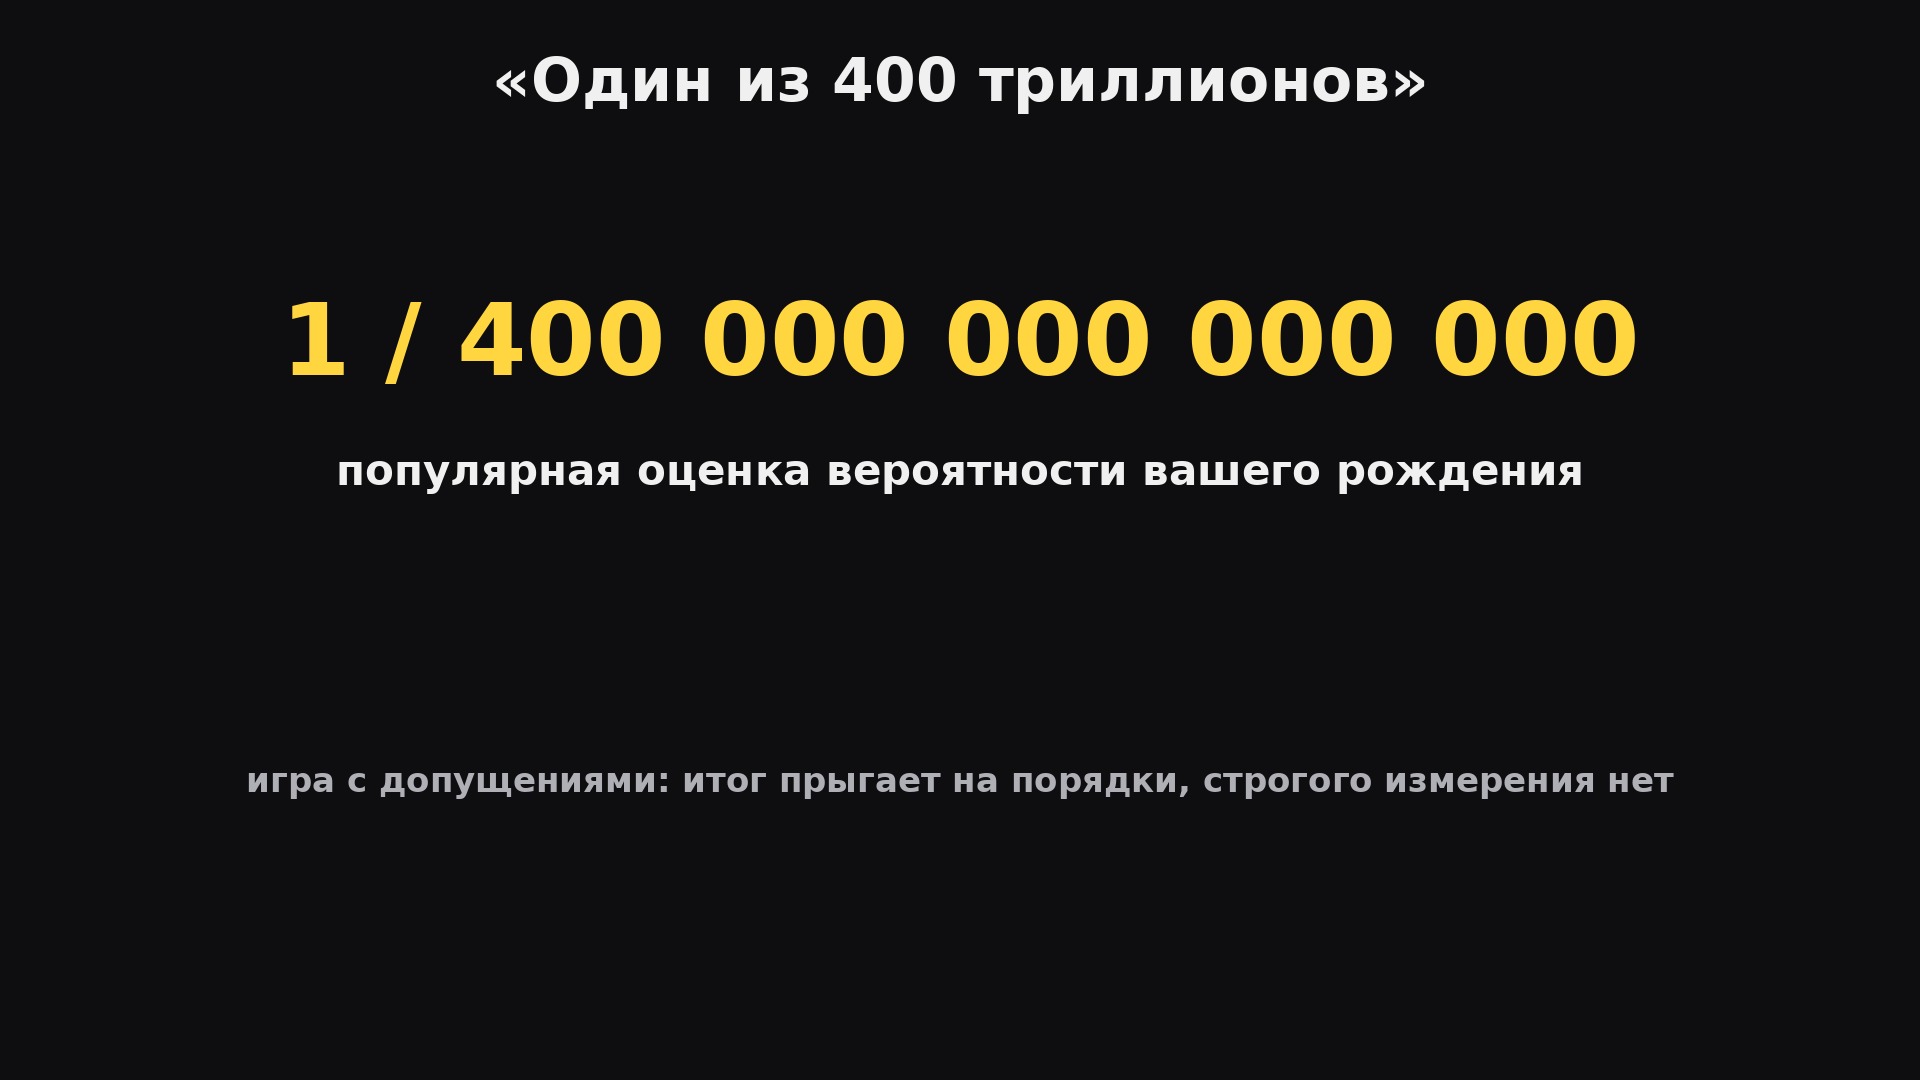 «Один из 400 триллионов»
1 / 400 000 000 000 000
популярная оценка вероятности вашего рождения
игра с допущениями: итог прыгает на порядки, строгого измерения нет